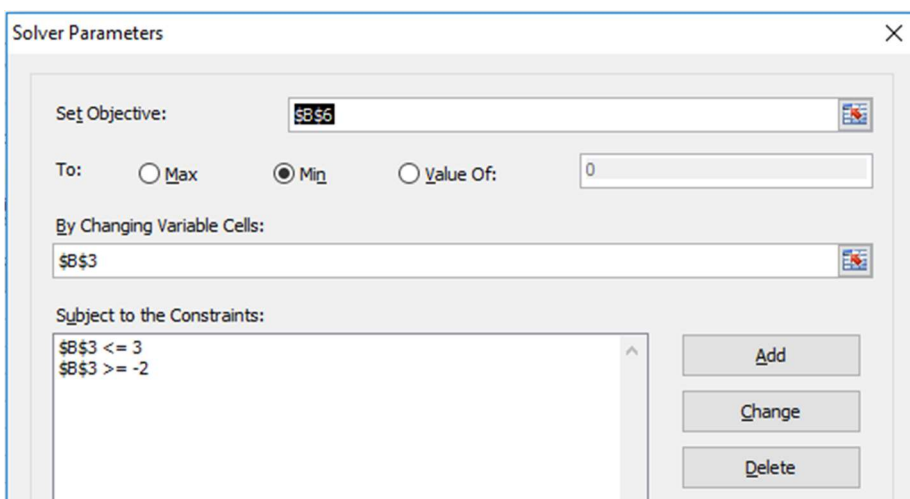 Solver Parameters
Set Objective:
$B$6
To:
Max
Min
Value Of:
0
By Changing Variable Cells:
$B$3
Subject to the Constraints:
$B$3 <= 3
$B$3 >= -2
Add
Change
Delete